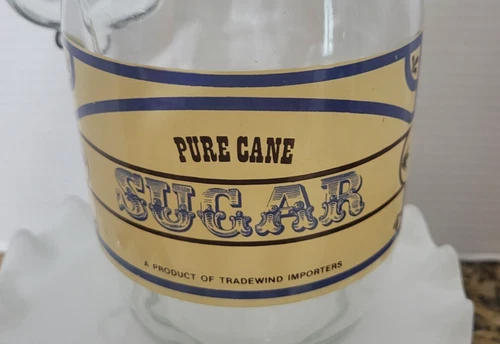 PURE CANE
SUGAR
A PRODUCT OF TRADEWIND IMPORTERS